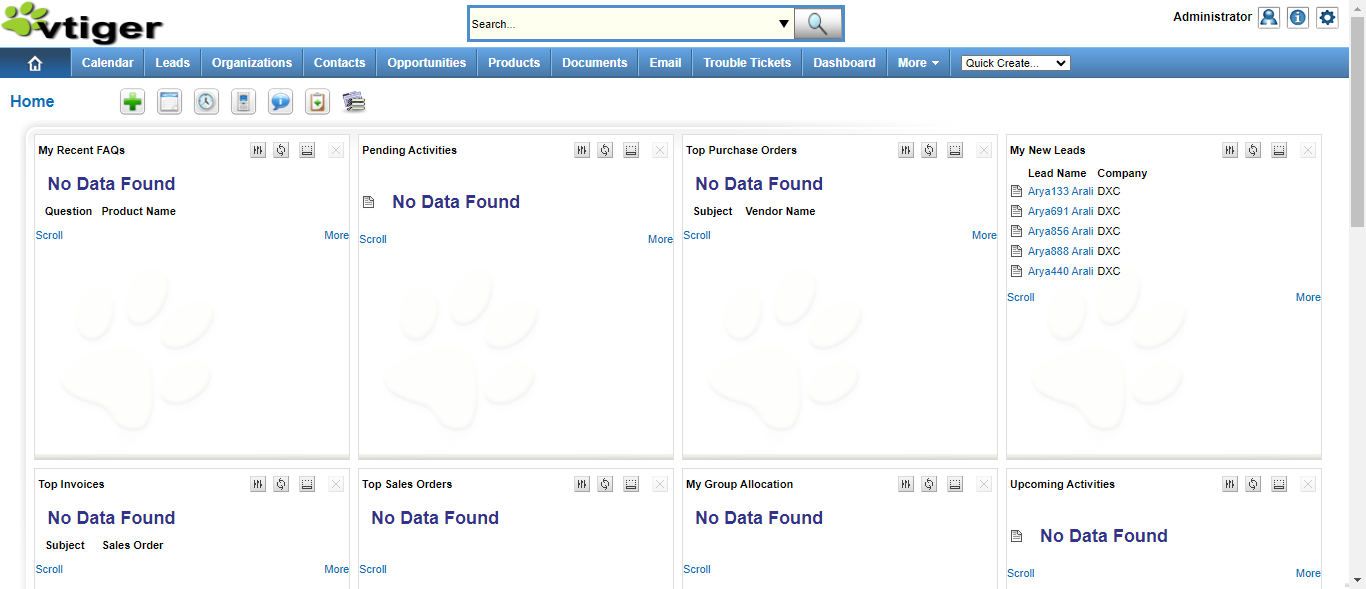 vtiger
Search...
Administrator
Calendar Leads Organizations Contacts Opportunities Products Documents Email Trouble Tickets Dashboard More Quick Create...
Home
My Recent FAQs
No Data Found
Question Product Name
Scroll More
Pending Activities
No Data Found
Scroll More
Top Purchase Orders
No Data Found
Subject Vendor Name
Scroll More
My New Leads
Lead Name Company
Arya133 Arali DXC
Arya691 Arali DXC
Arya856 Arali DXC
Arya888 Arali DXC
Arya440 Arali DXC
Scroll More
Top Invoices
No Data Found
Subject Sales Order
Scroll More
Top Sales Orders
No Data Found
Scroll
My Group Allocation
No Data Found
Scroll
Upcoming Activities
No Data Found
Scroll More